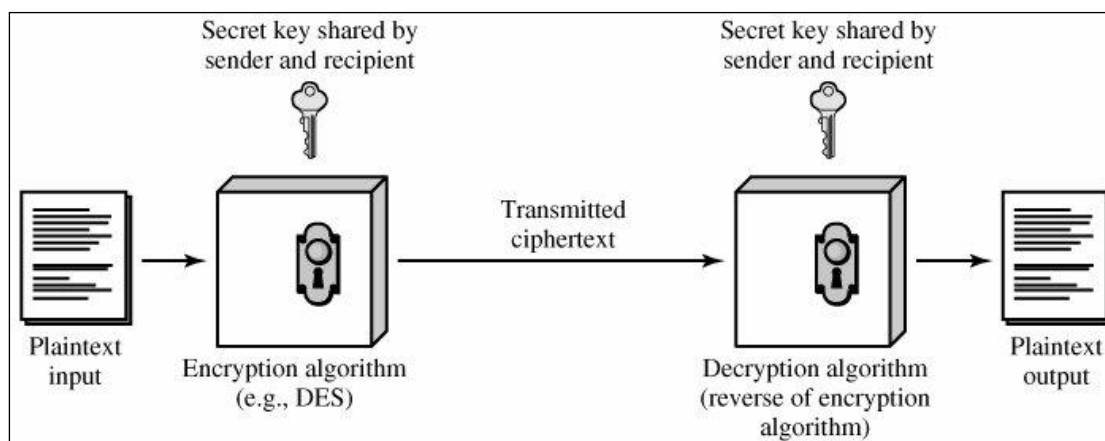 Secret key shared by
sender and recipient
Secret key shared by
sender and recipient
Transmitted
ciphertext
Plaintext
input
Encryption algorithm
(e.g., DES)
Decryption algorithm
(reverse of encryption
algorithm)
Plaintext
output